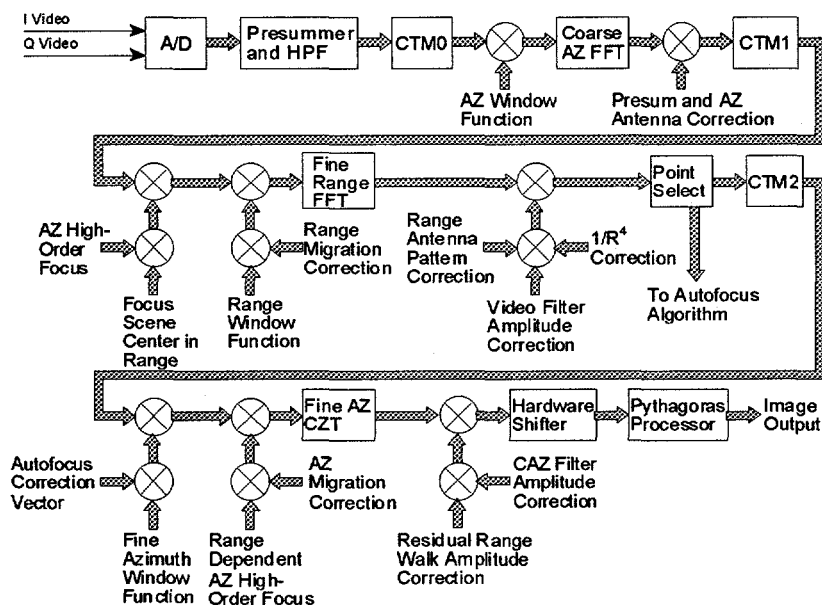 I Video
Q Video
A/D
Presummer
and HPF
CTM0
Coarse
AZ FFT
CTM1
AZ Window
Function
Presum and AZ
Antenna Correction
Fine
Range
FFT
Point
Select
CTM2
AZ High-
Order
Focus
Range
Migration
Correction
Range
Antenna
Pattern
Correction
1/R⁴
Correction
Focus
Scene
Center in
Range
Range
Window
Function
Video Filter
Amplitude
Correction
To Autofocus
Algorithm
Fine AZ
CZT
Hardware
Shifter
Pythagoras
Processor
Image
Output
Autofocus
Correction
Vector
AZ
Migration
Correction
CAZ Filter
Amplitude
Correction
Fine
Azimuth
Window
Function
Range
Dependent
AZ High-
Order Focus
Residual Range
Walk Amplitude
Correction